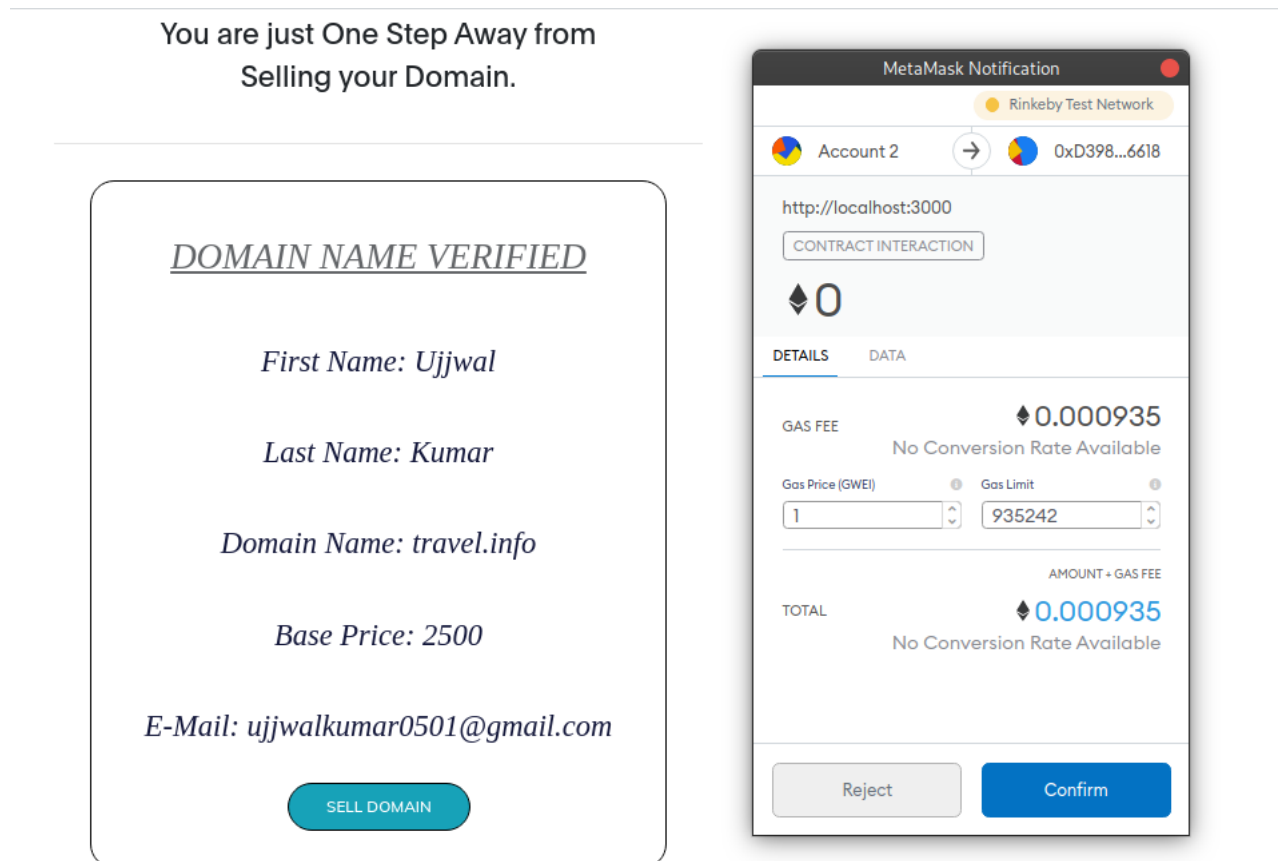 You are just One Step Away from
Selling your Domain.
DOMAIN NAME VERIFIED
First Name: Ujjwal
Last Name: Kumar
Domain Name: travel.info
Base Price: 2500
E-Mail: ujjwalkumar0501@gmail.com
SELL DOMAIN
MetaMask Notification
Rinkeby Test Network
Account 2
0xD398...6618
http://localhost:3000
CONTRACT INTERACTION
0
DETAILS DATA
GAS FEE 0.000935
No Conversion Rate Available
Gas Price (GWEI) Gas Limit
1 935242
AMOUNT + GAS FEE
TOTAL 0.000935
No Conversion Rate Available
Reject Confirm